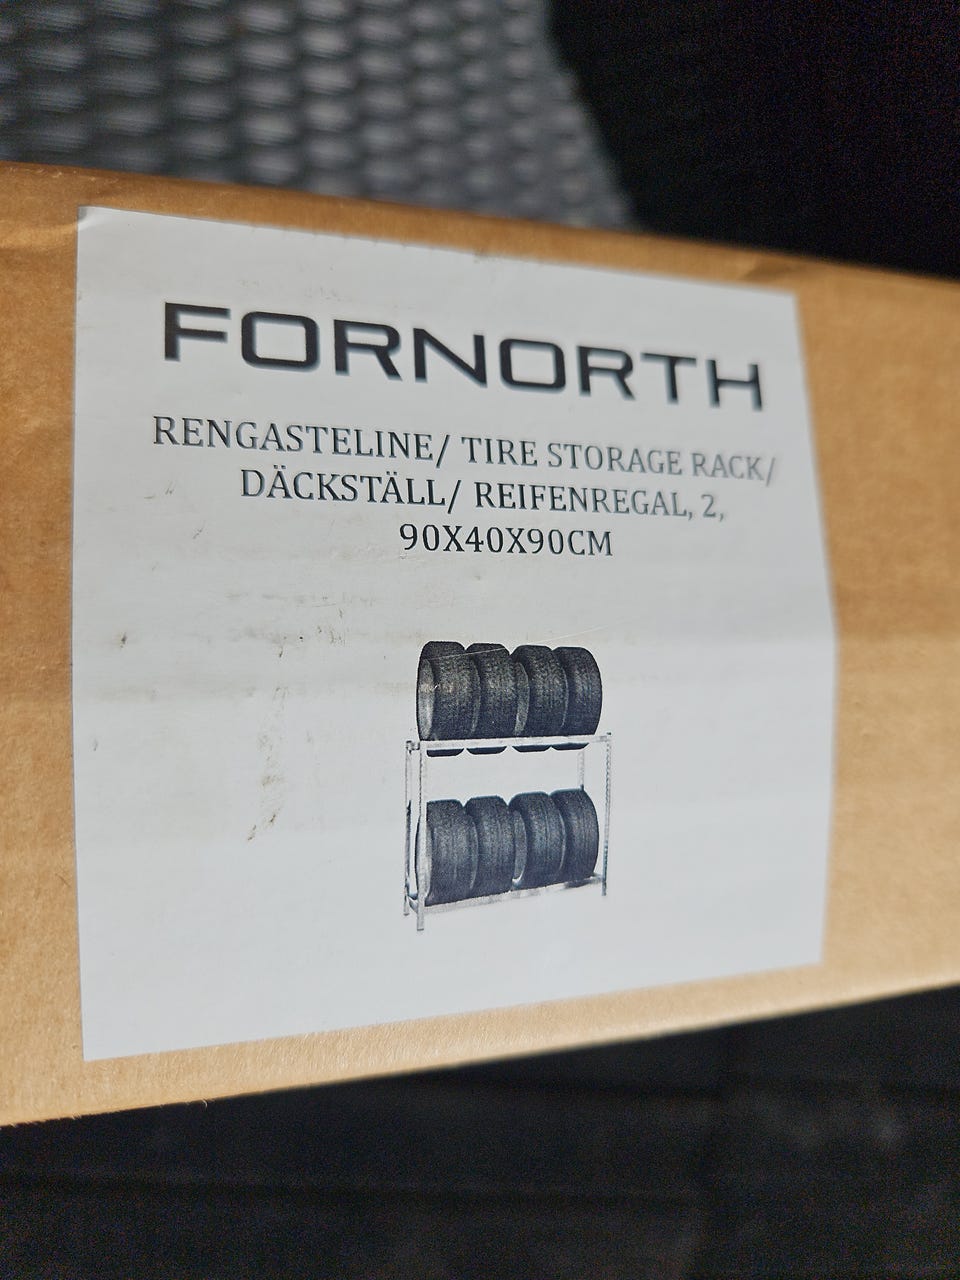 FORNORTH
RENGASTELINE/ TIRE STORAGE RACK/
DÄCKSTÄLL/ REIFENREGAL, 2,
90X40X90CM